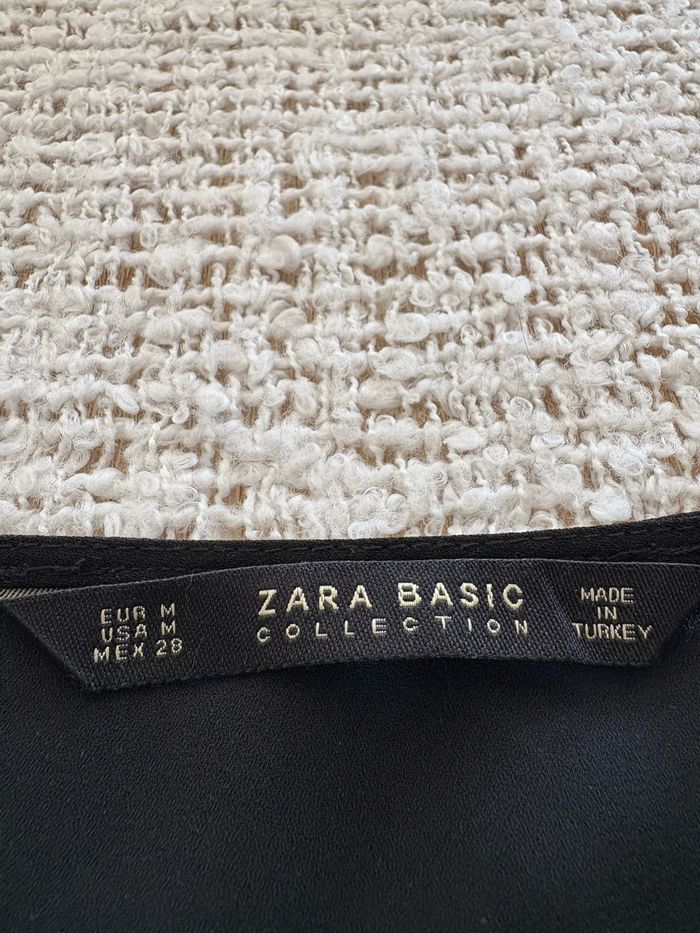 EUR M
USA M
MEX 28
ZARA BASIC
COLLECTION
MADE
IN
TURKEY